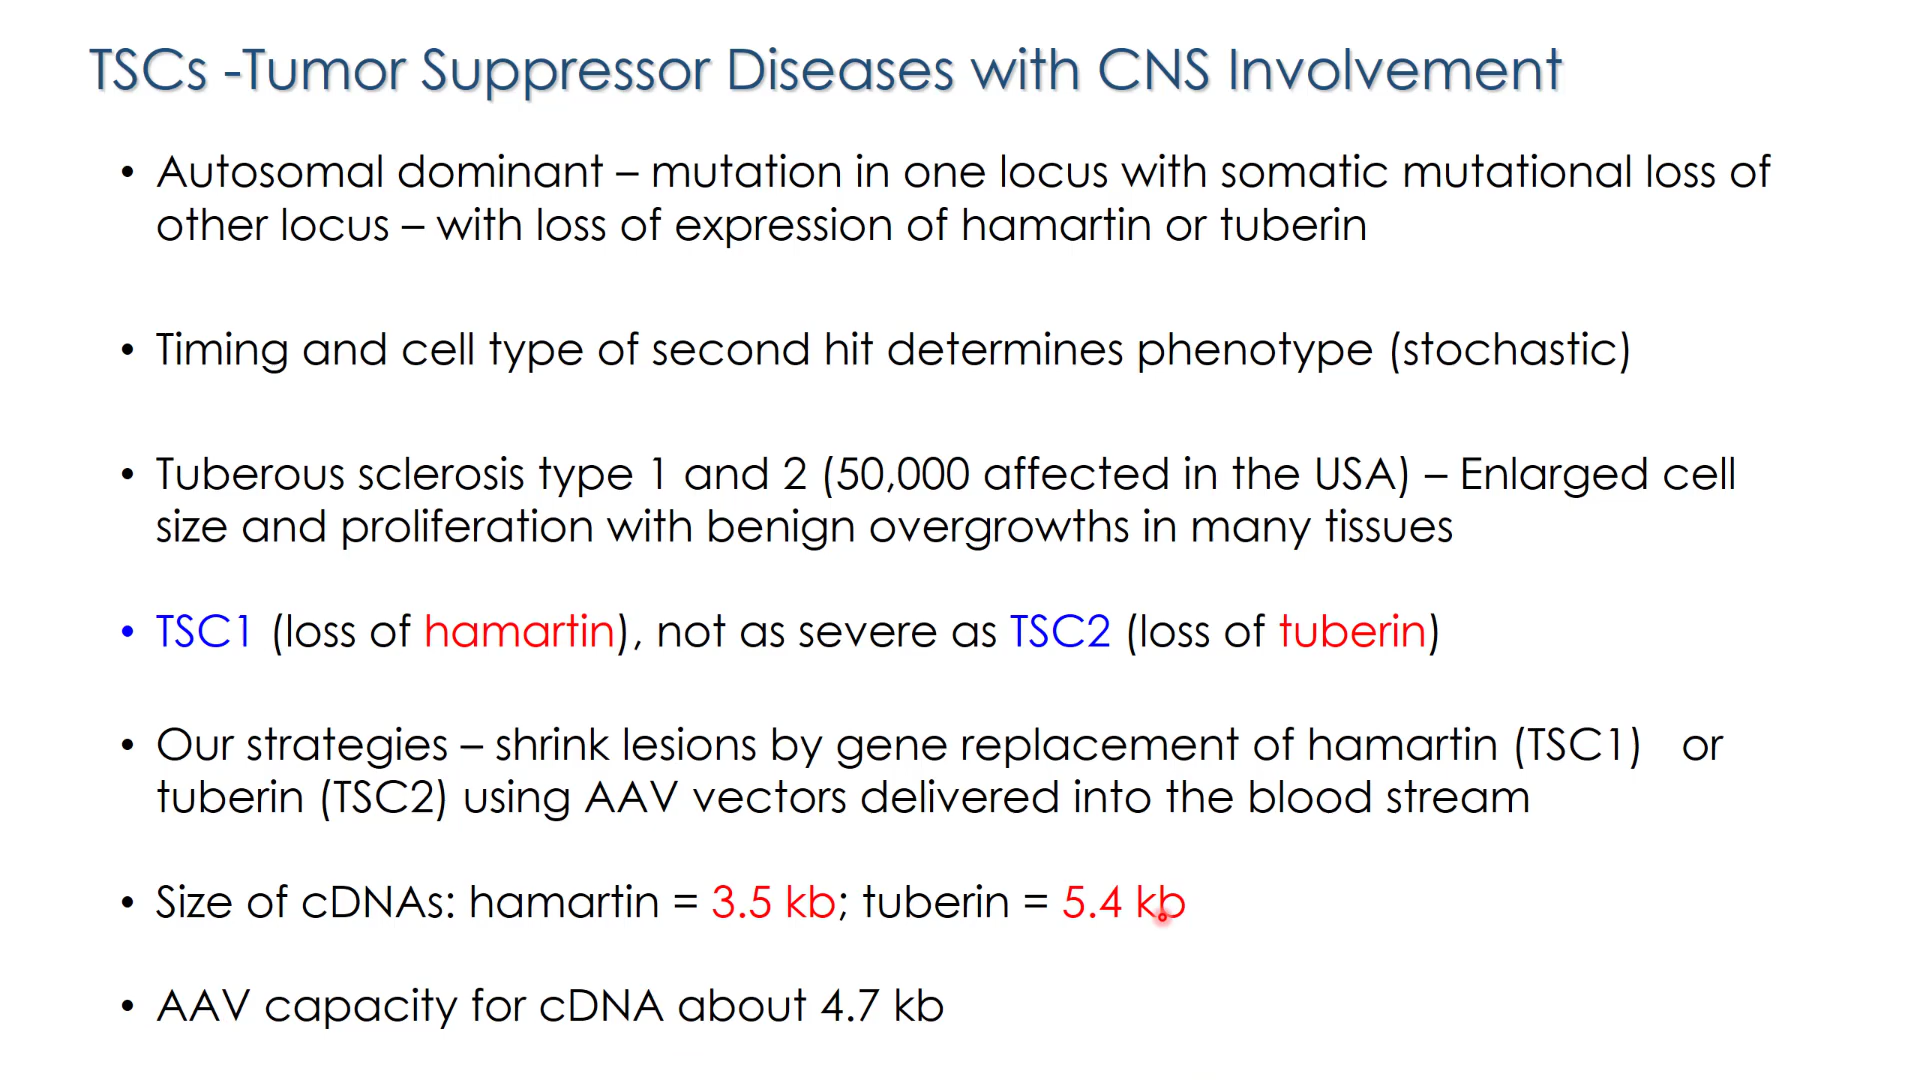 TSCs -Tumor Suppressor Diseases with CNS Involvement
• Autosomal dominant – mutation in one locus with somatic mutational loss of
other locus – with loss of expression of hamartin or tuberin
• Timing and cell type of second hit determines phenotype (stochastic)
• Tuberous sclerosis type 1 and 2 (50,000 affected in the USA) – Enlarged cell
size and proliferation with benign overgrowths in many tissues
• TSC1 (loss of hamartin), not as severe as TSC2 (loss of tuberin)
• Our strategies – shrink lesions by gene replacement of hamartin (TSC1) or
tuberin (TSC2) using AAV vectors delivered into the blood stream
• Size of cDNAs: hamartin = 3.5 kb; tuberin = 5.4 kb
• AAV capacity for cDNA about 4.7 kb